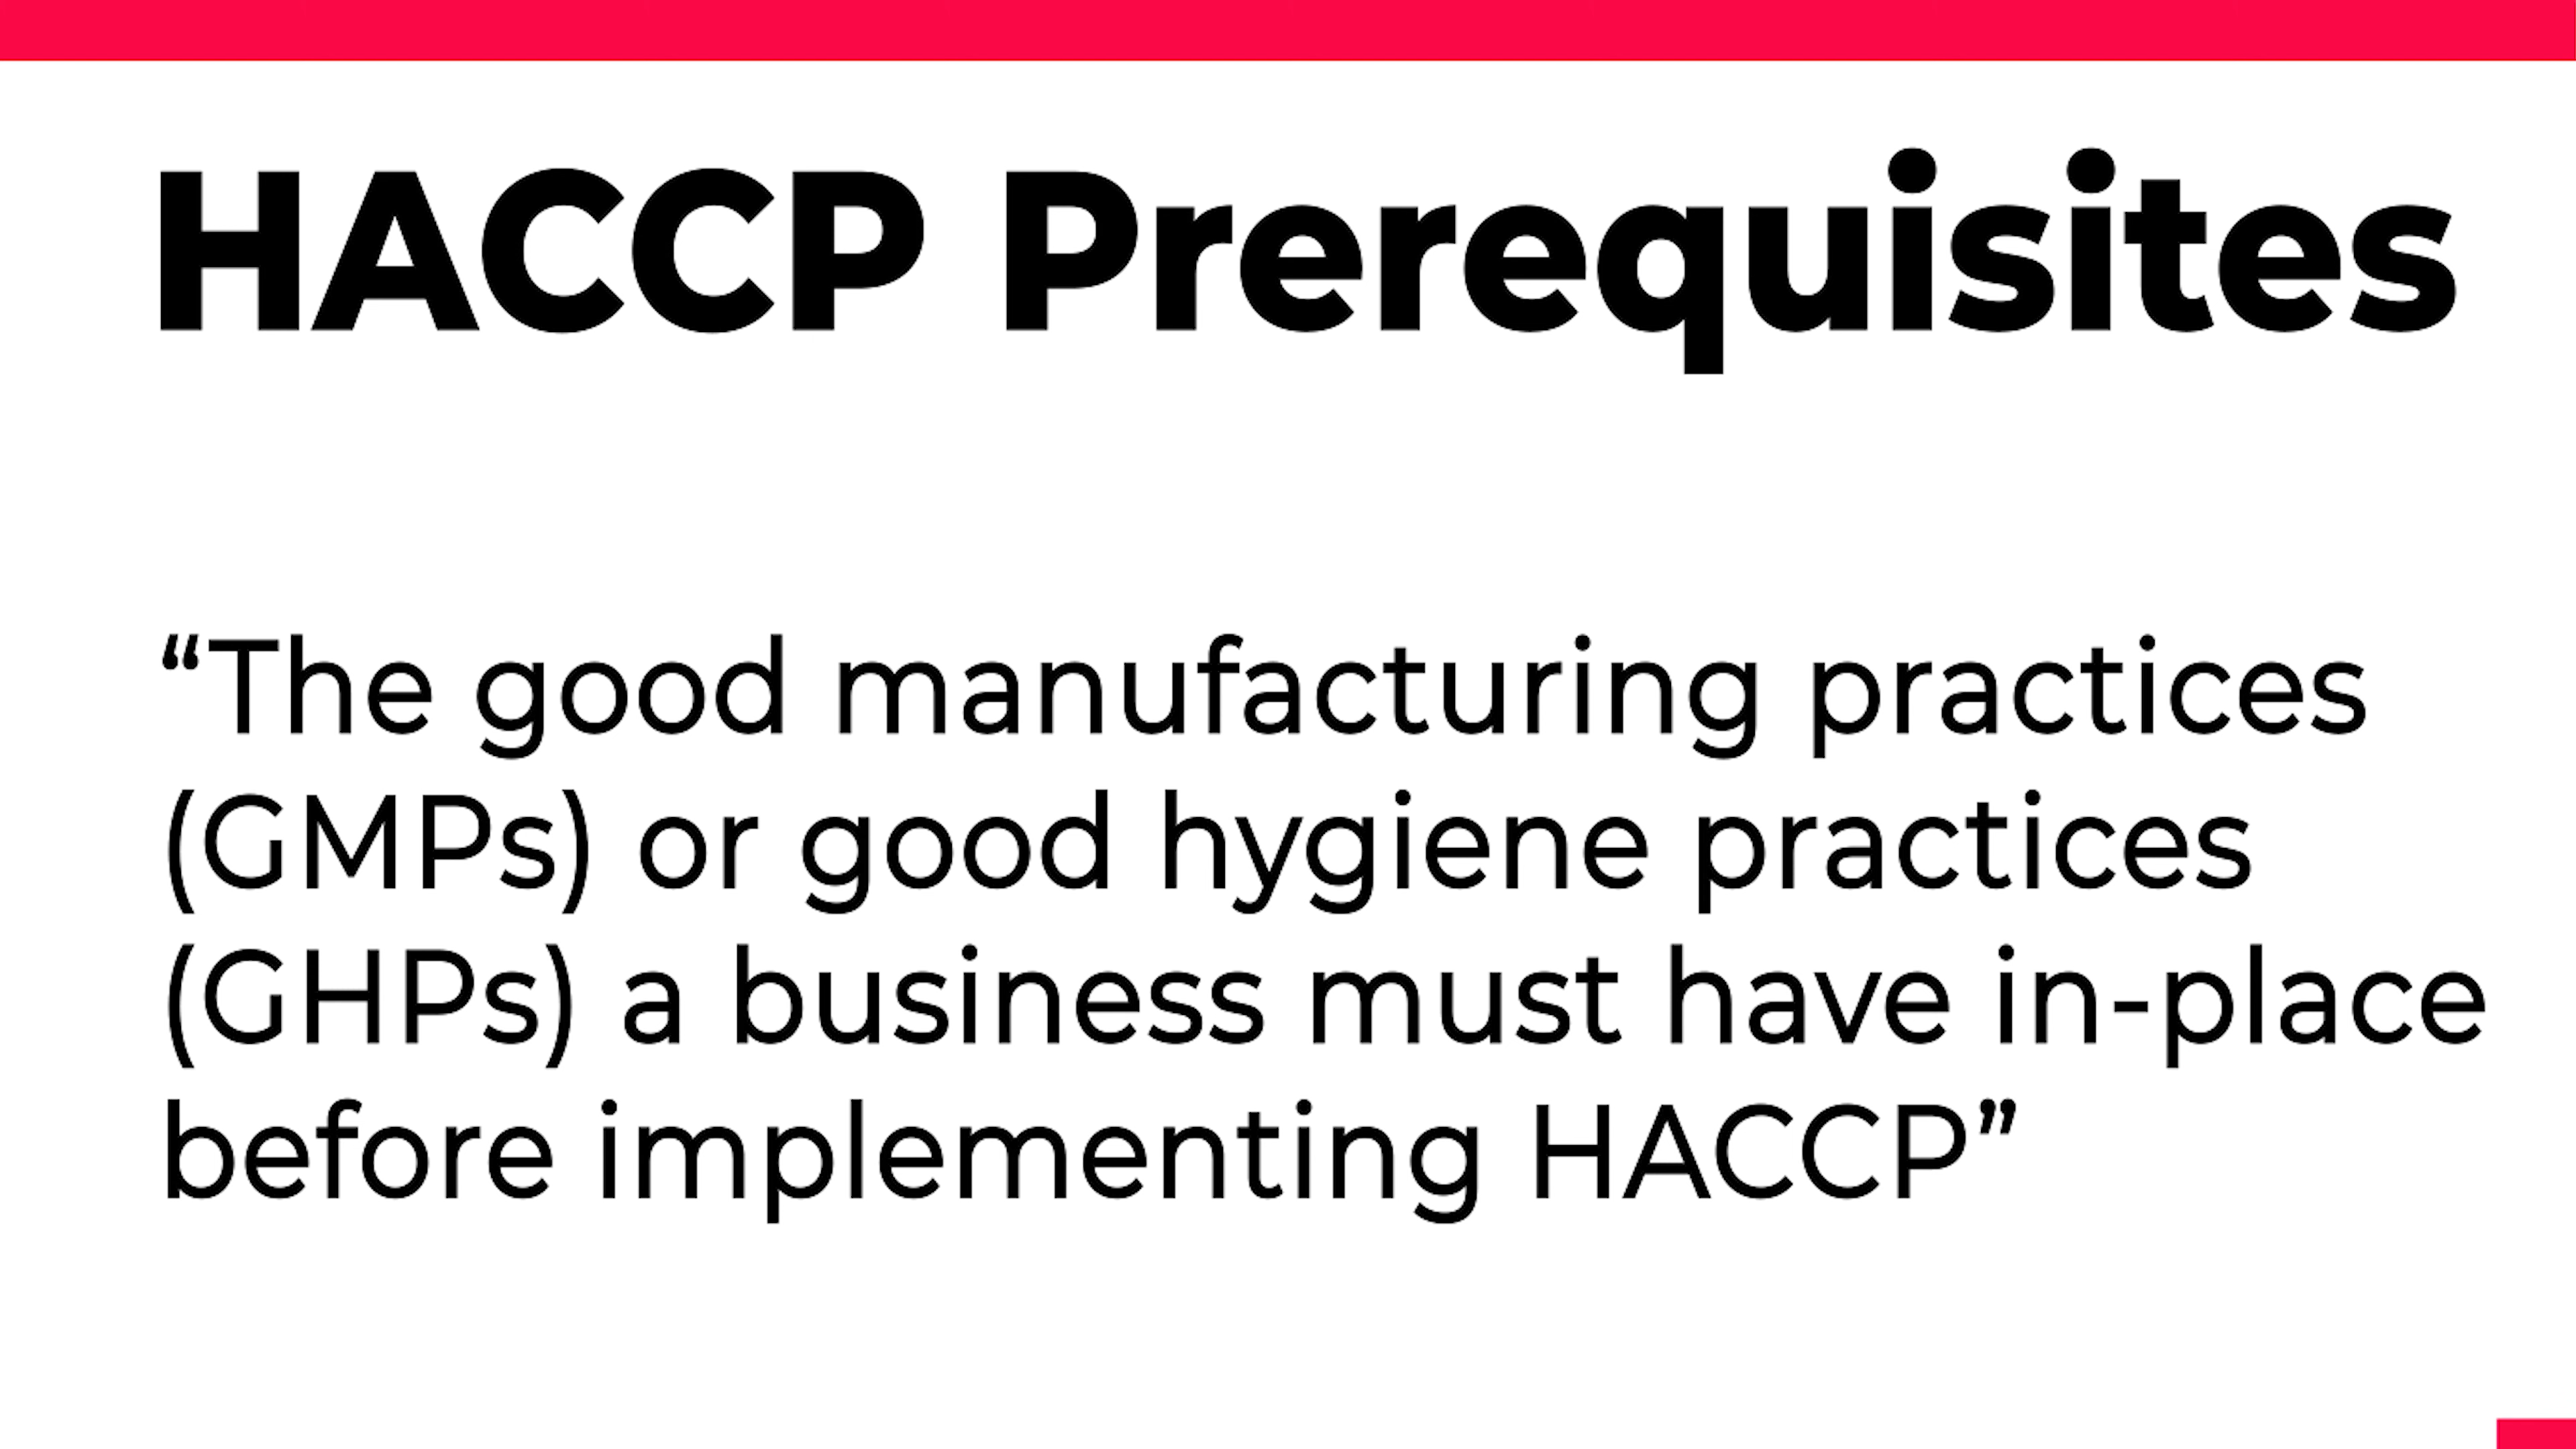 HACCP Prerequisites
“The good manufacturing practices
(GMPs) or good hygiene practices
(GHPs) a business must have in-place
before implementing HACCP”